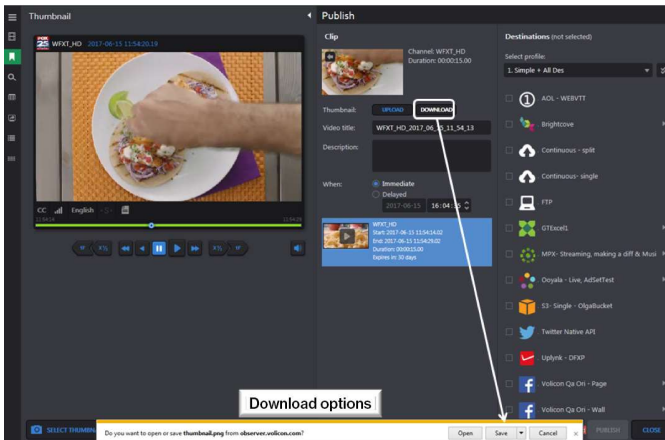 Thumbnail
FOX 25 WFXT_HD 2017-06-15 11:54:20.19
CC English
Publish
Clip
Channel: WFXT_HD
Duration: 00:00:15.00
Thumbnail: UPLOAD DOWNLOAD
Video title:
Description:
When: Immediate
Delayed
2017-06-15
WFXT_HD
Start: 2017-06-15 11:54:14.02
End: 2017-06-15 11:54:29.02
Duration: 00:00:15.00
Expires in: 30 days
Destinations (not selected)
Select profile:
1. Simple + All Des
AOL - WEBVTT
Brightcove
Continuous - split
Continuous- single
FTP
GTExcel1
MPX- Streaming, making a diff & Musi
Ooyala - Live, AdSetTest
S3- Single - OlgaBucket
Twitter Native API
Uplynk - DFXP
Volicon Qa Ori - Page
Volicon Qa Ori - Wall
Download options
SELECT
PUBLISH
CLOSE
Do you want to open or save thumbnail.png from observer.volicon.com?
Open Save Cancel